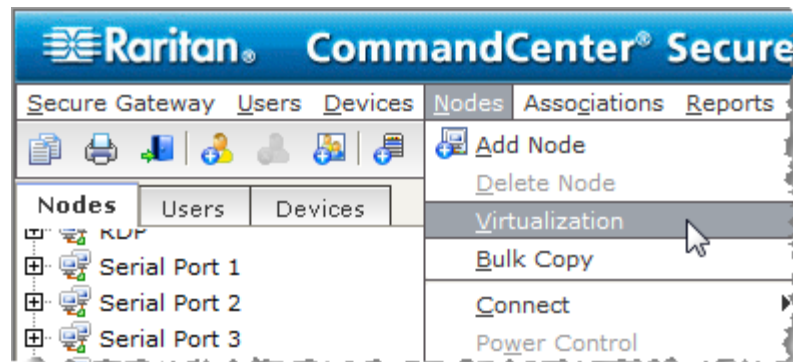 Raritan® CommandCenter® Secure
Secure Gateway Users Devices Nodes Associations Reports
Add Node
Delete Node
Nodes Users Devices
Virtualization
RDP
Serial Port 1
Bulk Copy
Serial Port 2
Connect
Serial Port 3
Power Control